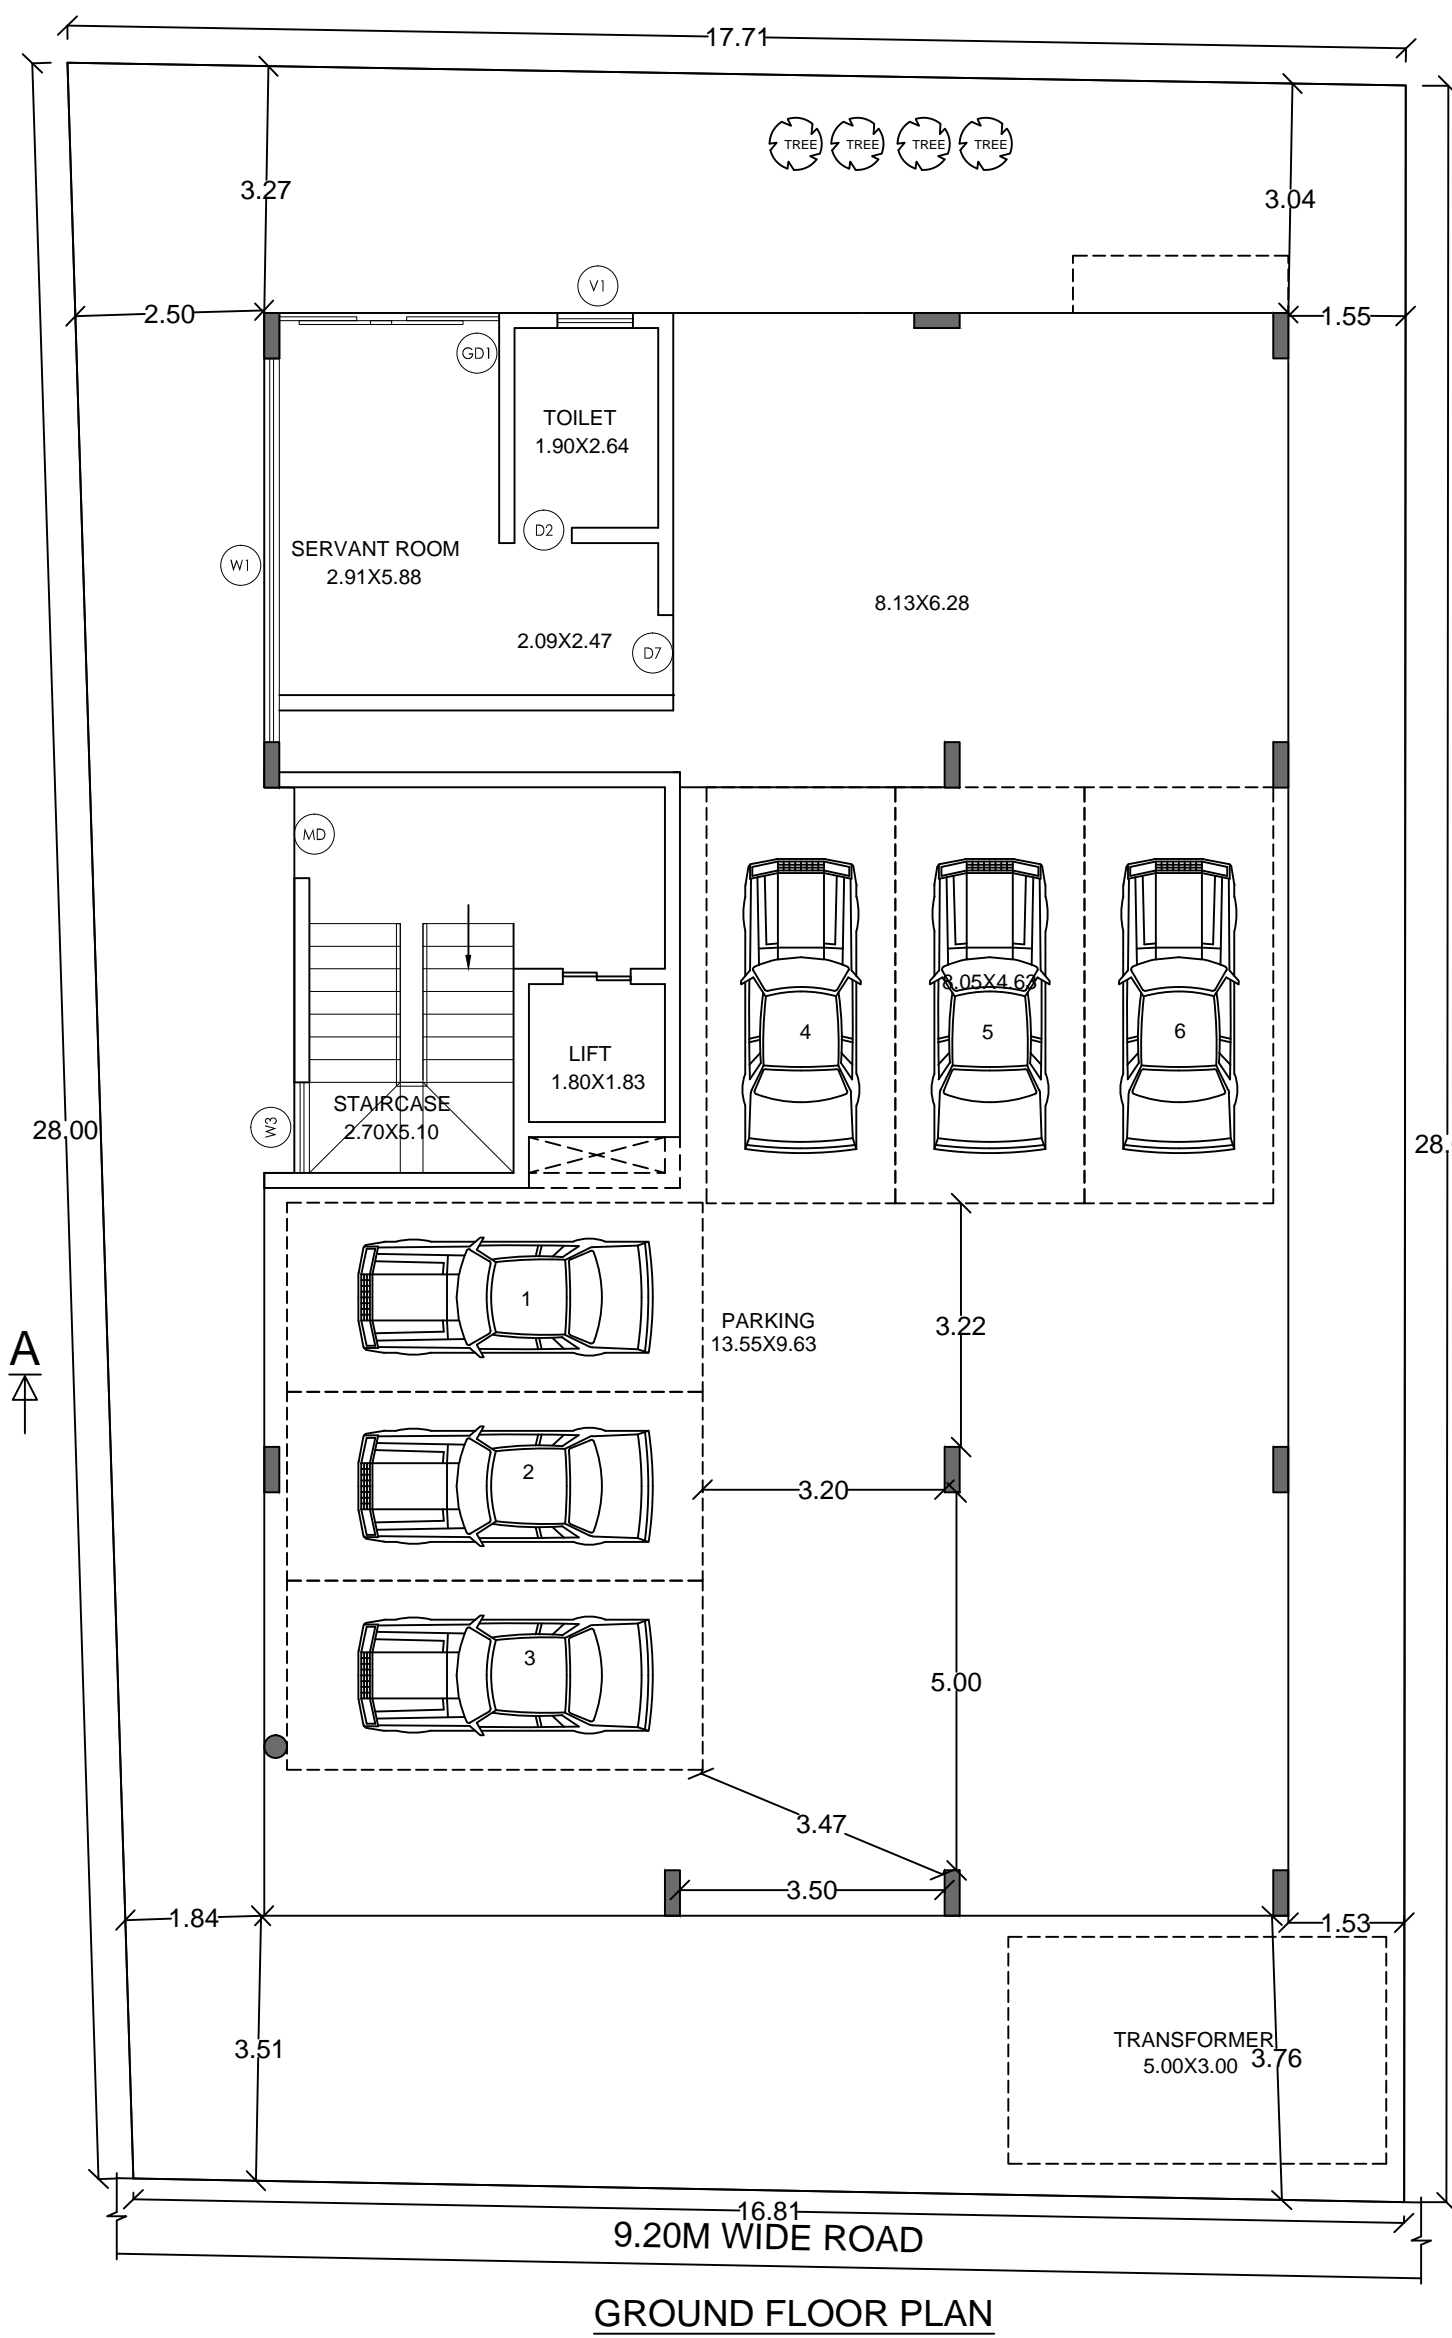 17.71
TREE TREE TREE TREE
3.27
3.04
V1
2.50
1.55
GD1
TOILET
1.90X2.64
D2
SERVANT ROOM
2.91X5.88
W1
8.13X6.28
2.09X2.47
D7
MD
8.05X4.63
4
5
6
LIFT
1.80X1.83
STAIRCASE
2.70X5.10
W3
28.00
28.
1
PARKING
13.55X9.63
3.22
A
2
3.20
3
5.00
3.47
3.50
1.84
1.53
3.51
TRANSFORMER
5.00X3.00
3.76
16.81
9.20M WIDE ROAD
GROUND FLOOR PLAN